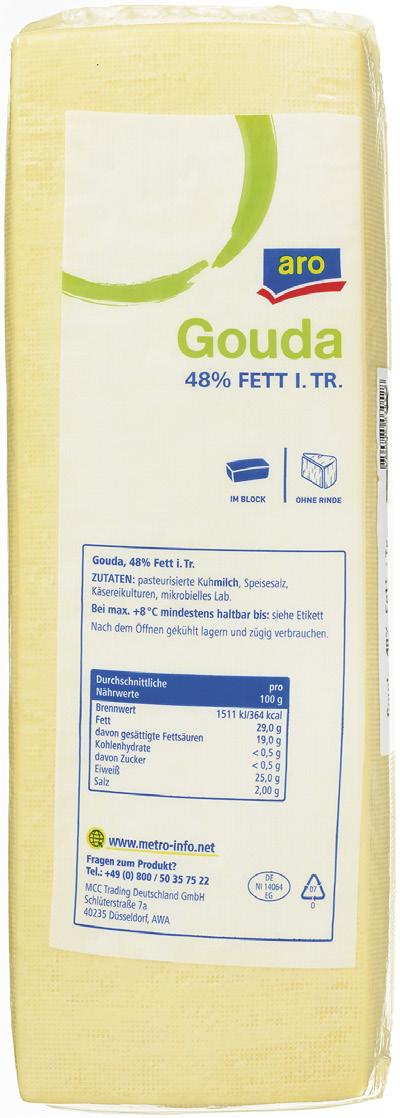 aro
Gouda
48% FETT I. TR.
IM BLOCK
OHNE RINDE
Gouda, 48% Fett i. Tr.
ZUTATEN: pasteurisierte Kuhmilch, Speisesalz,
Käsereikulturen, mikrobielles Lab.
Bei max. +8°C mindestens haltbar bis: siehe Etikett
Nach dem Öffnen gekühlt lagern und zügig verbrauchen.
Durchschnittliche Nährwerte pro 100 g
Brennwert 1511 kJ/364 kcal
Fett 29,0 g
davon gesättigte Fettsäuren 19,0 g
Kohlenhydrate < 0,5 g
davon Zucker < 0,5 g
Eiweiß 25,0 g
Salz 2,00 g
www.metro-info.net
Fragen zum Produkt?
Tel.: +49 (0) 800 / 50 35 75 22
MCC Trading Deutschland GmbH
Schlüterstraße 7a
40235 Düsseldorf, AWA
DE
NI 14064
EG
07
O